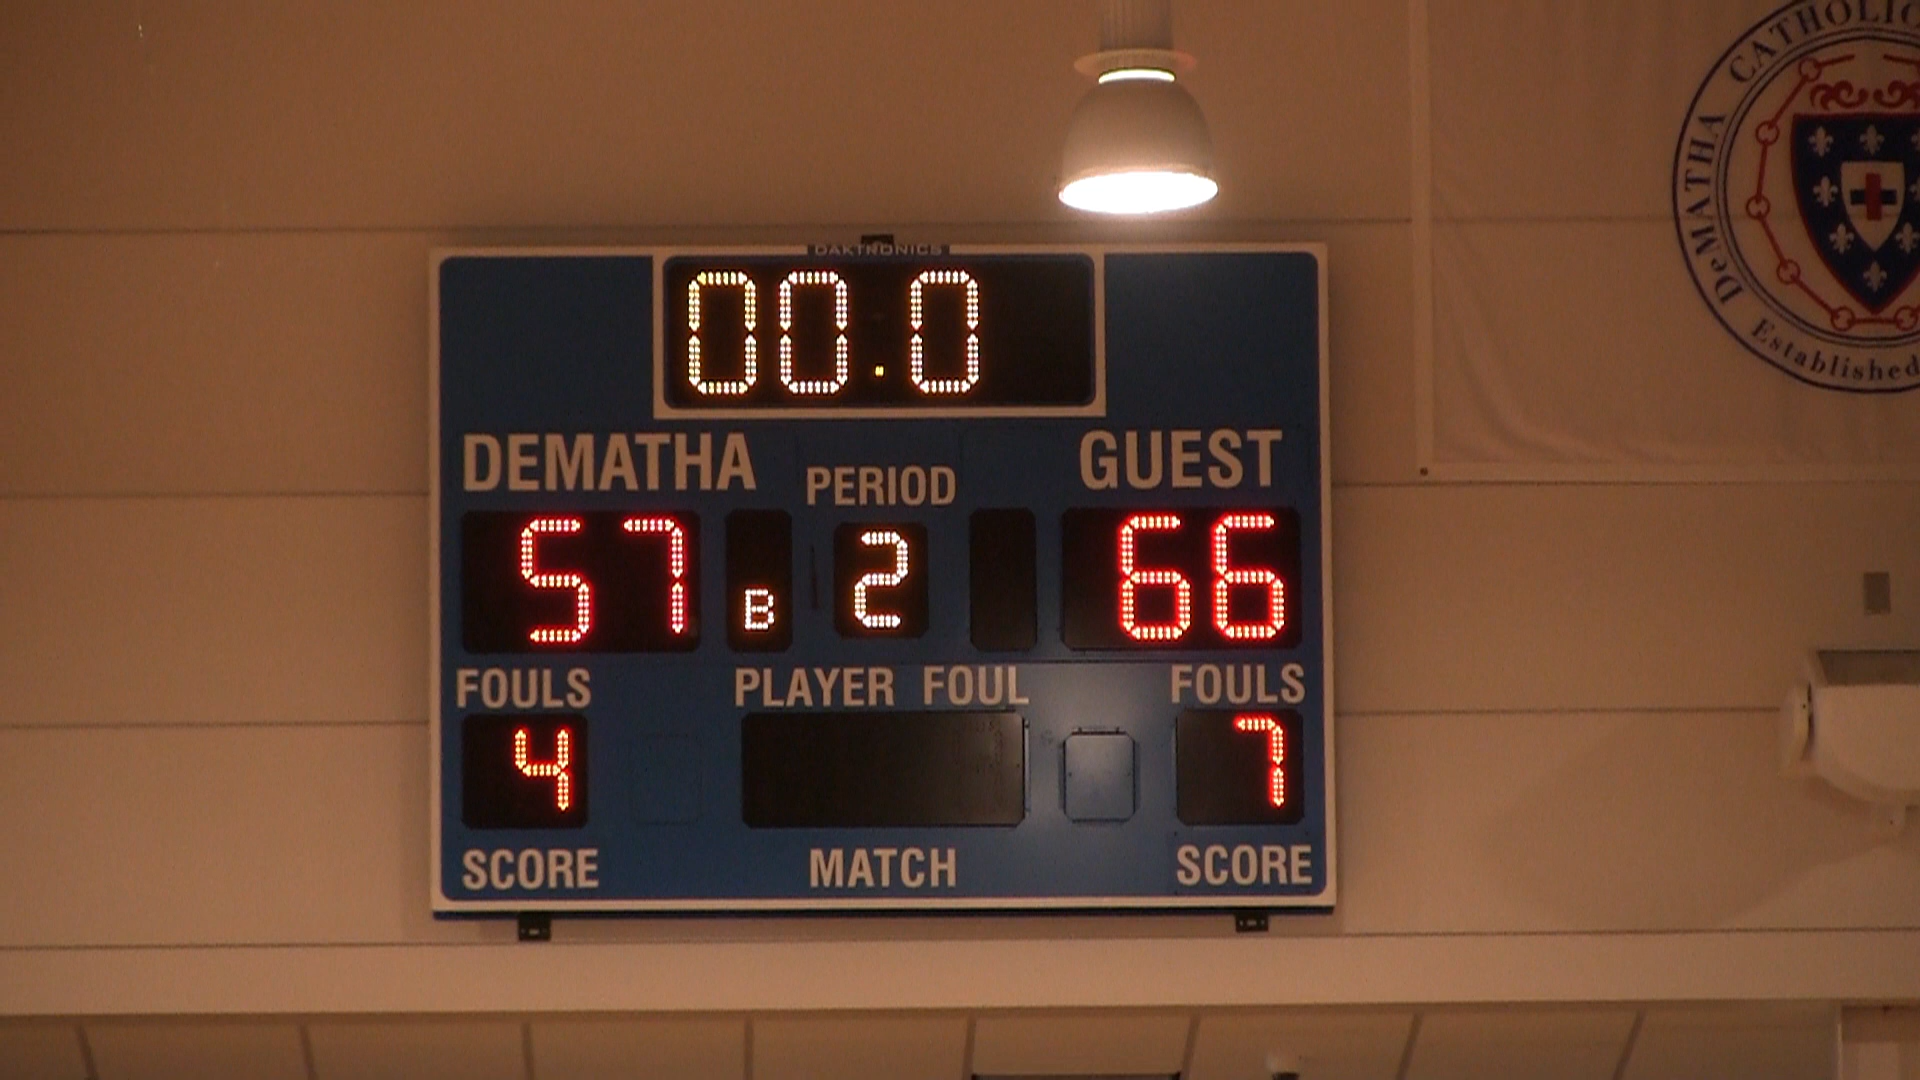 DeMATHA CATHOLIC
Established
DAKTRONICS
00.0
DEMATHA
PERIOD
GUEST
57
B
2
66
FOULS
PLAYER FOUL
FOULS
4
7
SCORE
MATCH
SCORE